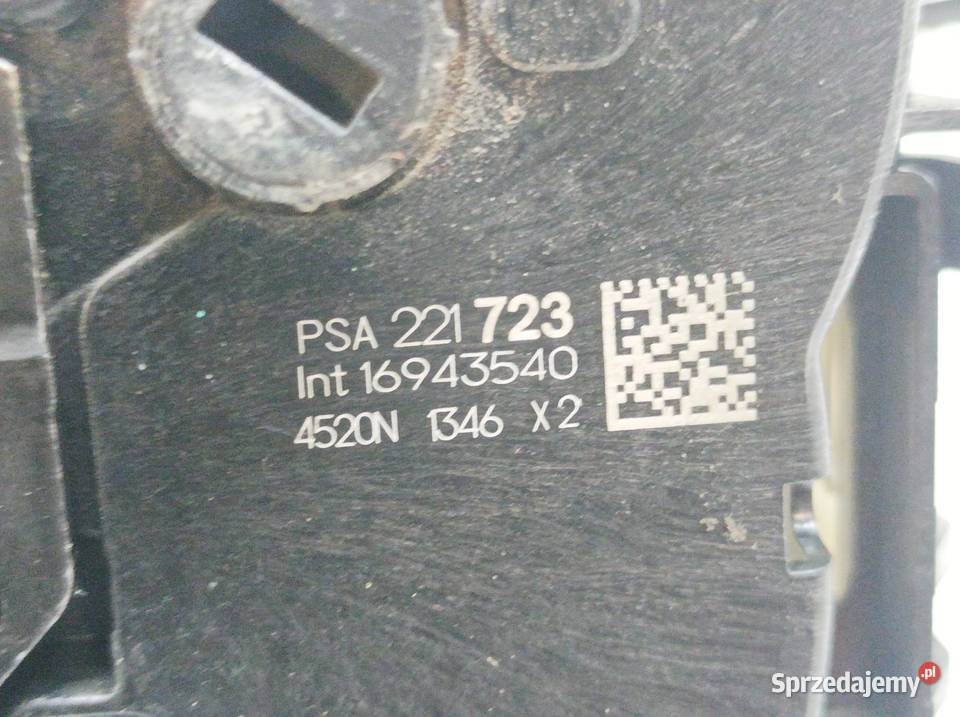 PSA 221 723
Int 16943540
4520N 1346 X2
Sprzedajemy.pl